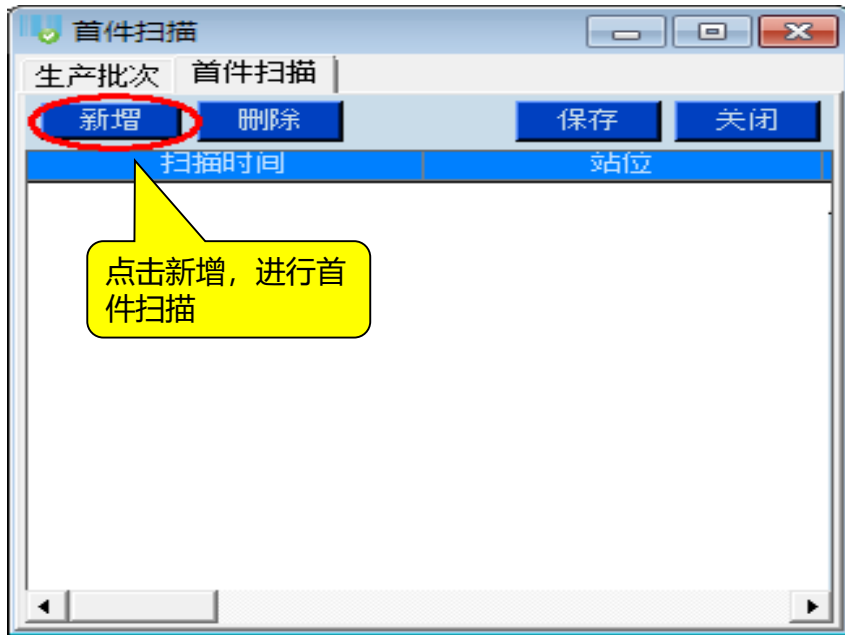 首件扫描
生产批次 首件扫描
新增 删除 保存 关闭
扫描时间 站位
点击新增，进行首
件扫描